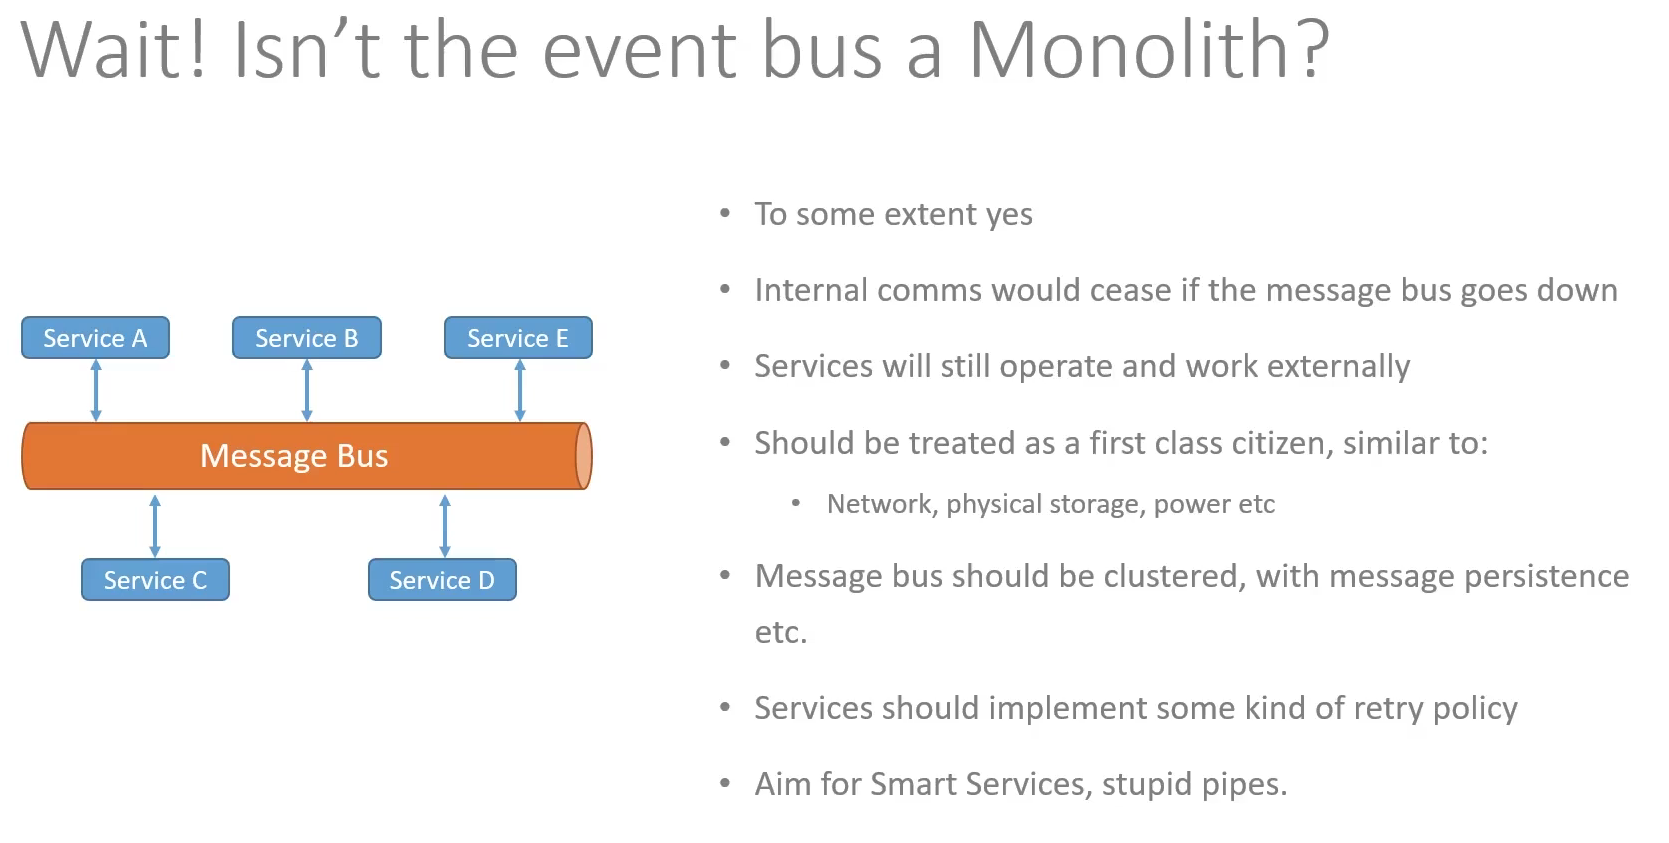 Wait! Isn’t the event bus a Monolith?
Service A
Service B
Service E
Message Bus
Service C
Service D
• To some extent yes
• Internal comms would cease if the message bus goes down
• Services will still operate and work externally
• Should be treated as a first class citizen, similar to:
• Network, physical storage, power etc
• Message bus should be clustered, with message persistence
etc.
• Services should implement some kind of retry policy
• Aim for Smart Services, stupid pipes.